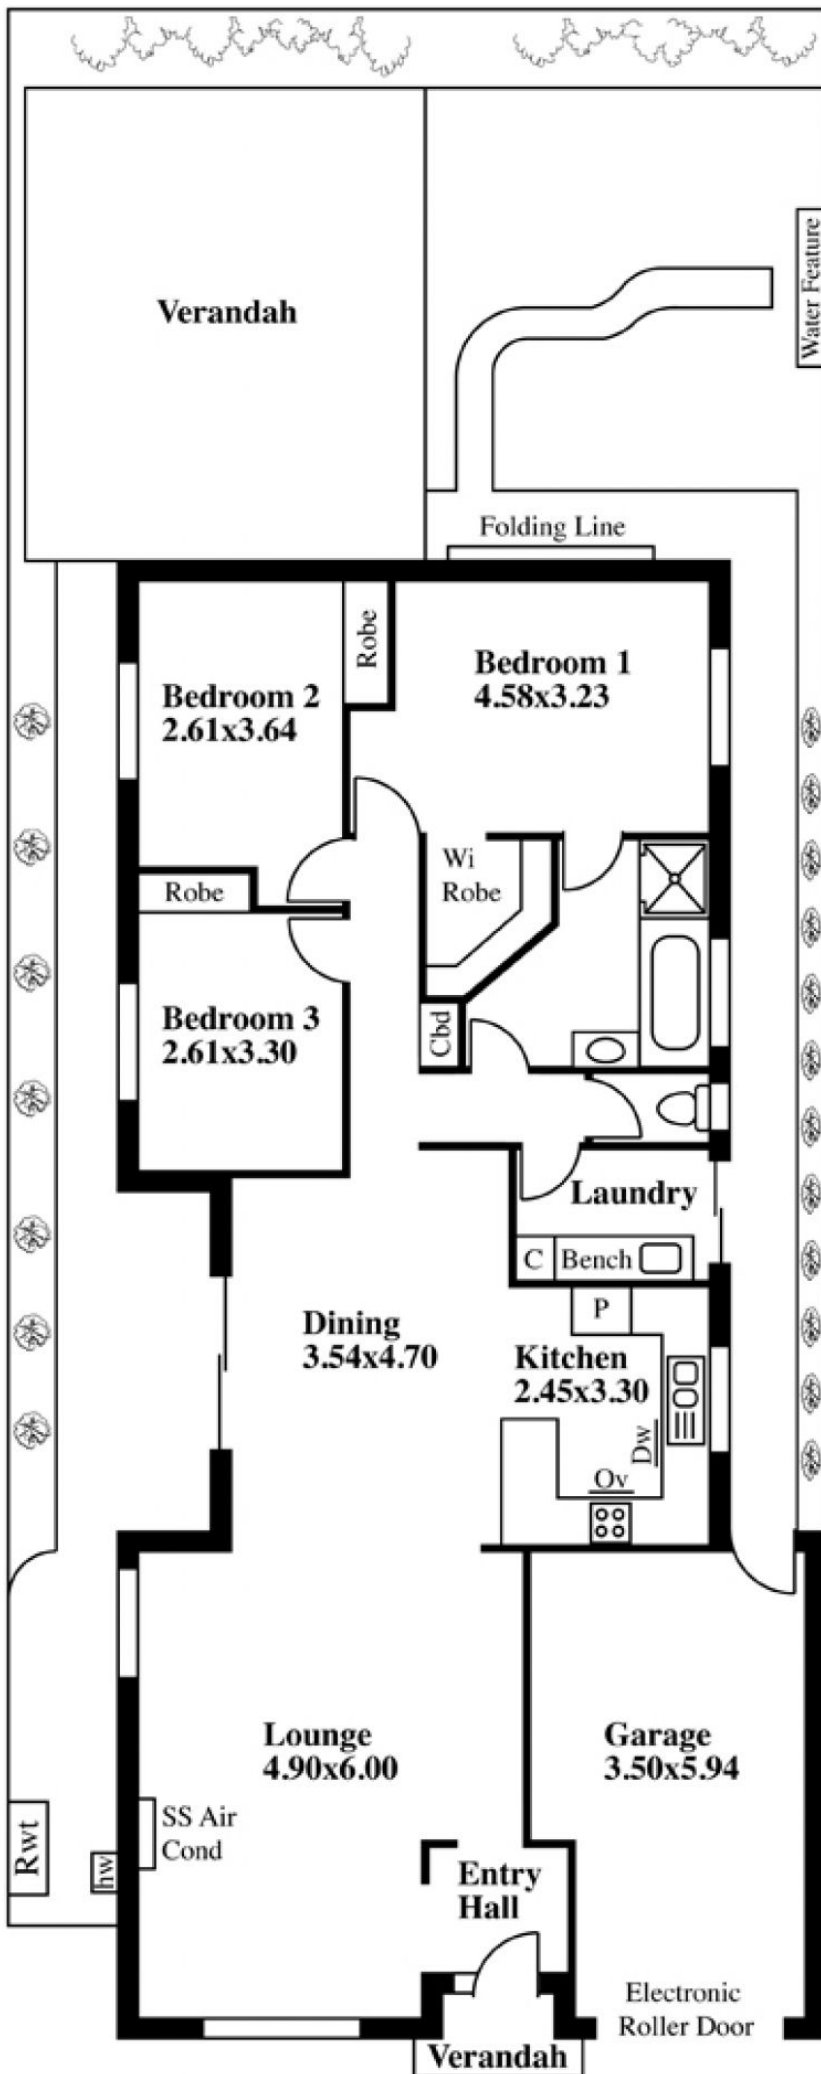 Water Feature
Verandah
Folding Line
Robe
Bedroom 1
4.58x3.23
Bedroom 2
2.61x3.64
Wi
Robe
Robe
Bedroom 3
2.61x3.30
Cbd
Laundry
C
Bench
P
Dining
3.54x4.70
Kitchen
2.45x3.30
Dw
Ov
Lounge
4.90x6.00
Garage
3.50x5.94
SS Air
Cond
Rwt
hw
Entry
Hall
Electronic
Roller Door
Verandah